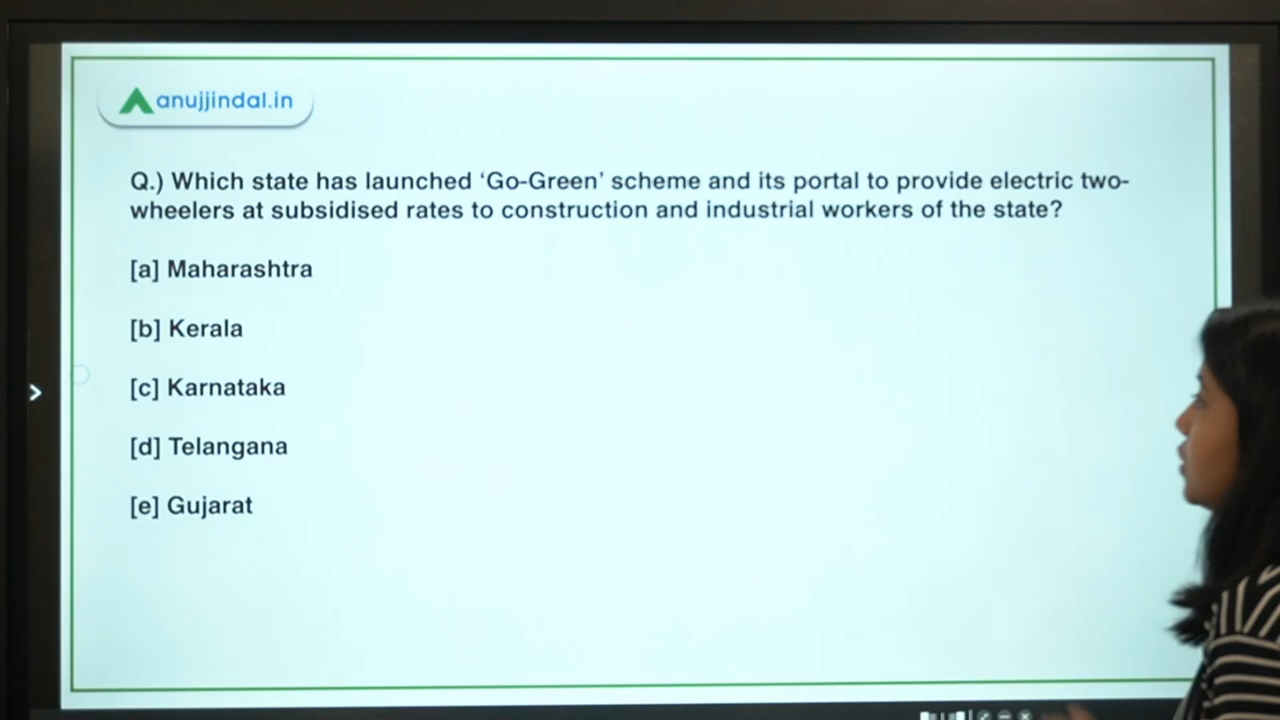 anujjindal.in
Q.) Which state has launched ‘Go-Green’ scheme and its portal to provide electric two-
wheelers at subsidised rates to construction and industrial workers of the state?
[a] Maharashtra
[b] Kerala
[c] Karnataka
[d] Telangana
[e] Gujarat